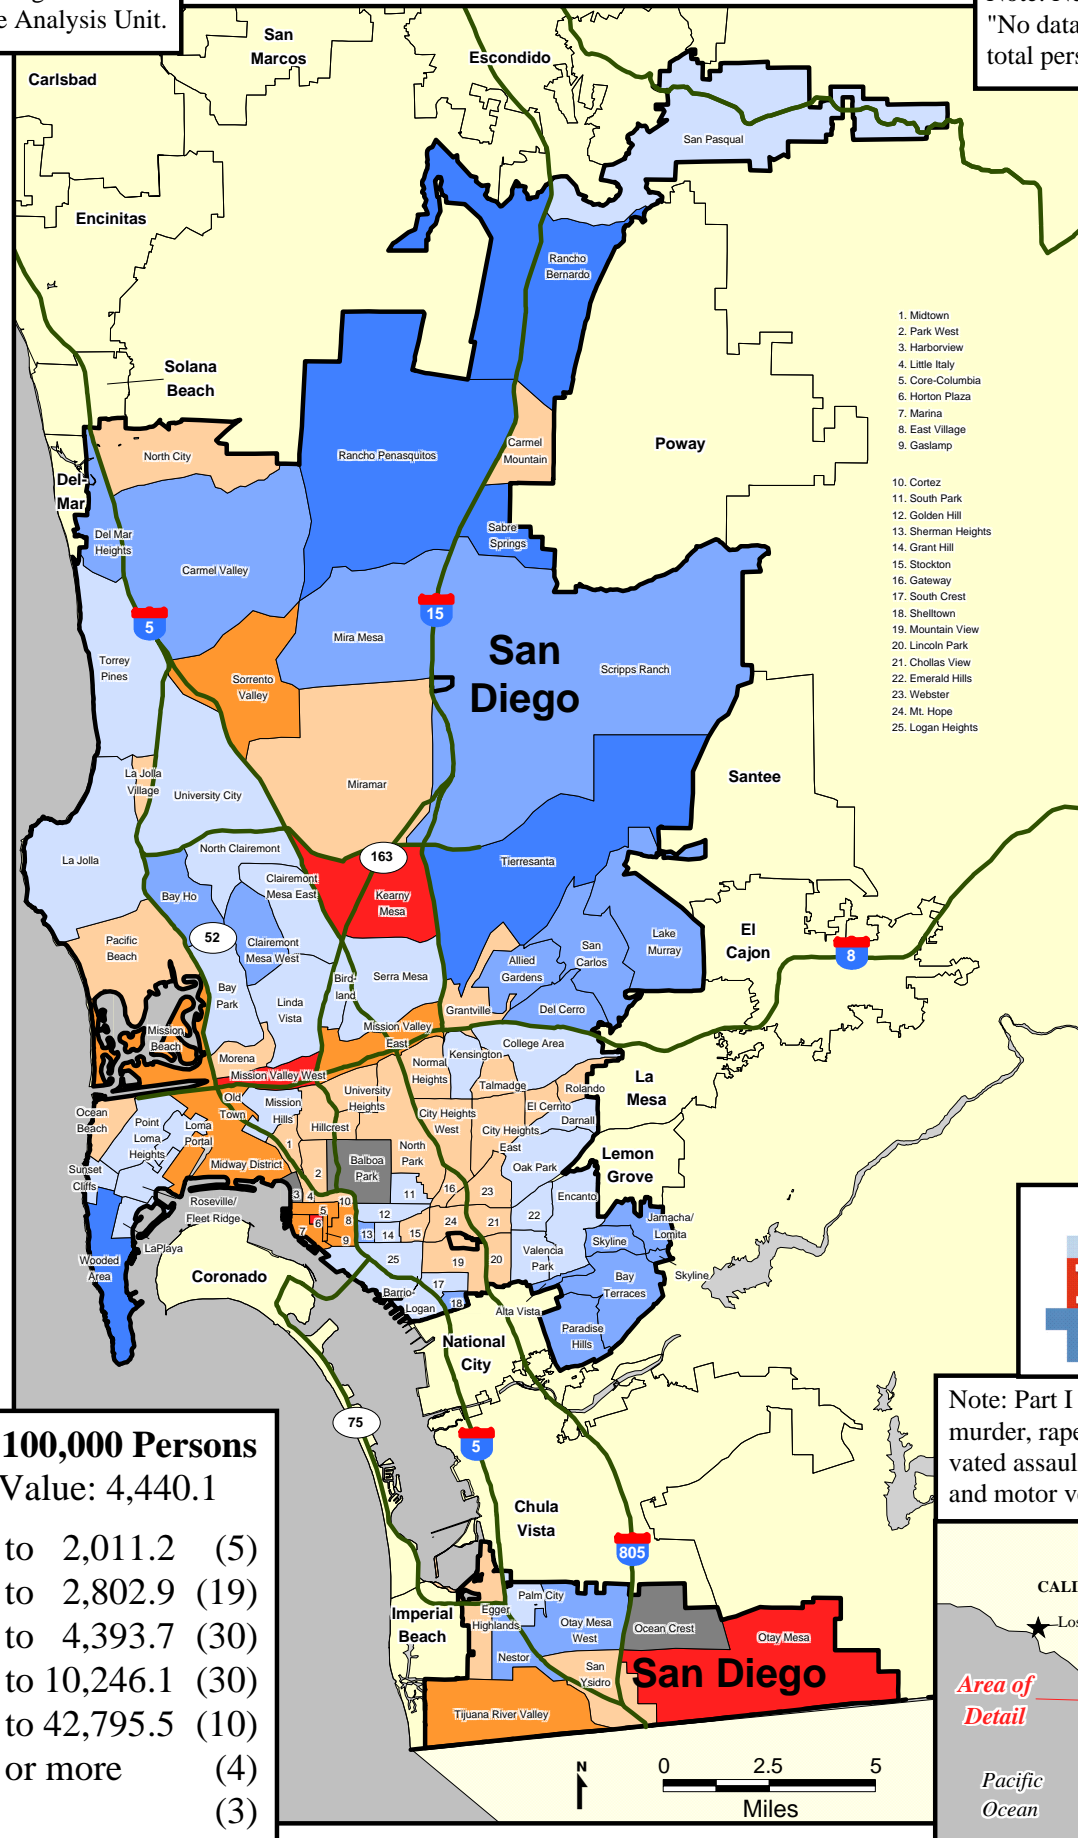 e Analysis Unit.
"No data
total pers
San
Marcos
Escondido
Carlsbad
San Pasqual
Encinitas
Rancho
Bernardo
1. Midtown
2. Park West
3. Harborview
4. Little Italy
5. Core-Columbia
6. Horton Plaza
7. Marina
8. East Village
9. Gaslamp
10. Cortez
11. South Park
12. Golden Hill
13. Sherman Heights
14. Grant Hill
15. Stockton
16. Gateway
17. South Crest
18. Shelltown
19. Mountain View
20. Lincoln Park
21. Chollas View
22. Emerald Hills
23. Webster
24. Mt. Hope
25. Logan Heights
Solana
Beach
North City
Rancho Penasquitos
Carmel
Mountain
Poway
Del
Mar
Del Mar
Heights
Sabre
Springs
Carmel Valley
5
15
Mira Mesa
San
Diego
Scripps Ranch
Torrey
Pines
Sorrento
Valley
La Jolla
Village
University City
Miramar
Santee
La Jolla
North Clairemont
163
Tierresanta
Clairemont
Mesa East
Bay Ho
Kearny
Mesa
Pacific
Beach
52
Clairemont
Mesa West
Allied
Gardens
San
Carlos
Lake
Murray
El
Cajon
8
Bay
Park
Linda
Vista
Bird-
land
Serra Mesa
Grantville
Del Cerro
Mission
Beach
Mission Valley
East
Morena
Mission Valley West
Normal
Heights
Kensington
College Area
Talmadge
Rolando
La
Mesa
Ocean
Beach
Point
Loma
Heights
Loma
Portal
Old
Town
Mission
Hills
University
Heights
Hillcrest
City Heights
West
El Cerrito
Darnall
City Heights
East
Midway District
Balboa
Park
North
Park
Oak Park
Lemon
Grove
Sunset
Cliffs
Roseville/
Fleet Ridge
Encanto
1
2
3
4
5
6
7
8
9
10
11
12
13
14
15
16
17
18
19
20
21
22
23
24
25
Jamacha/
Lomita
Skyline
Skyline
LaPlaya
Wooded
Area
Coronado
Valencia
Park
Bay
Terraces
Barrio-
Logan
Alta Vista
Paradise
Hills
National
City
75
5
Chula
Vista
805
100,000 Persons
Value: 4,440.1
to 2,011.2 (5)
to 2,802.9 (19)
to 4,393.7 (30)
to 10,246.1 (30)
to 42,795.5 (10)
or more (4)
(3)
Note: Part I
murder, rape
vated assaul
and motor v
Imperial
Beach
Egger
Highlands
Palm City
Otay Mesa
West
Ocean Crest
Otay Mesa
Nestor
San
Ysidro
San Diego
Tijuana River Valley
N
0 2.5 5
Miles
CALI
Los
Area of
Detail
Pacific
Ocean